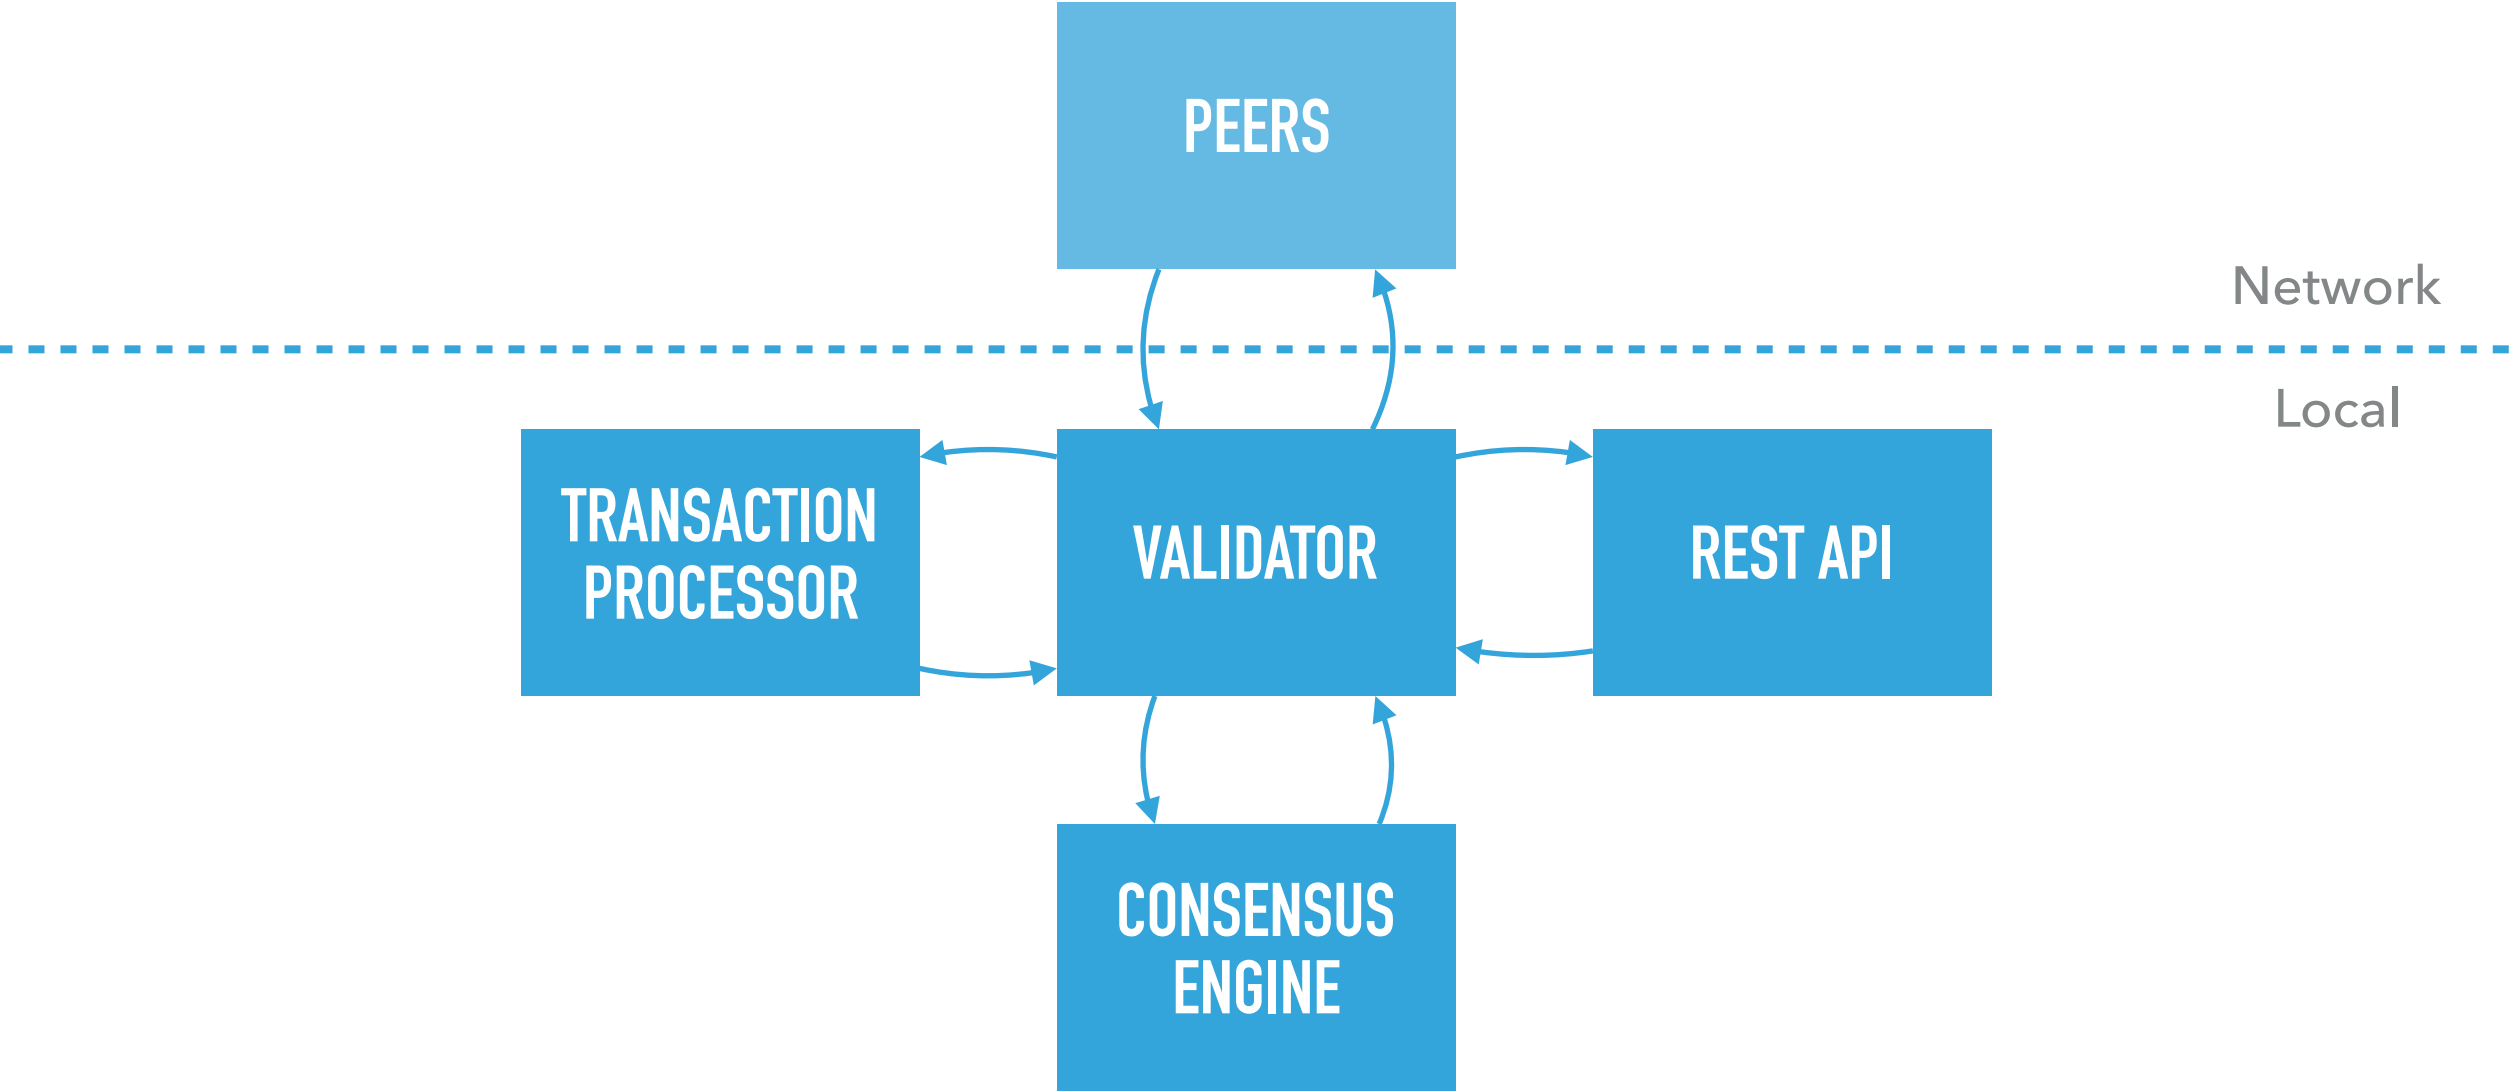 PEERS
Network
Local
TRANSACTION
PROCESSOR
VALIDATOR
REST API
CONSENSUS
ENGINE